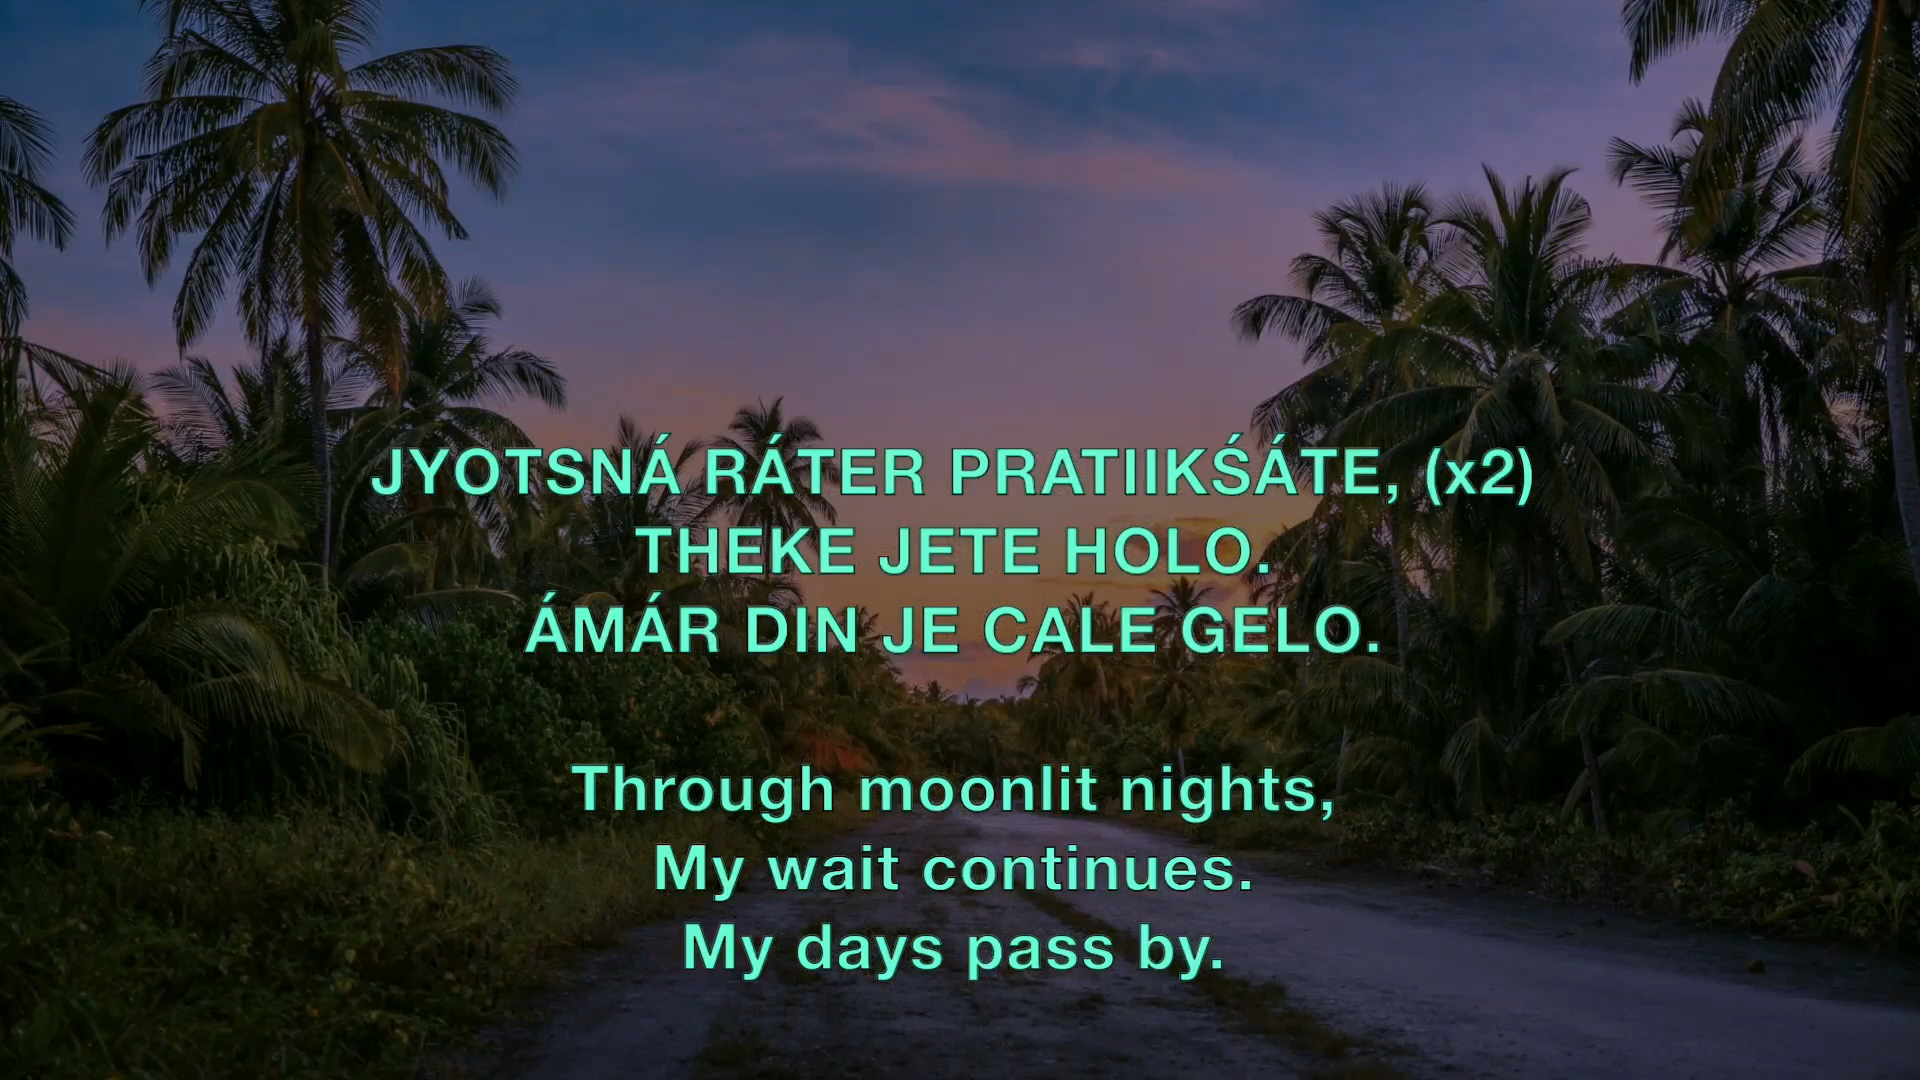 JYOTSNÁ RÁTER PRATIIKŚÁTE, (x2)
THEKE JETE HOLO.
ÁMÁR DIN JE CALE GELO.
Through moonlit nights,
My wait continues.
My days pass by.